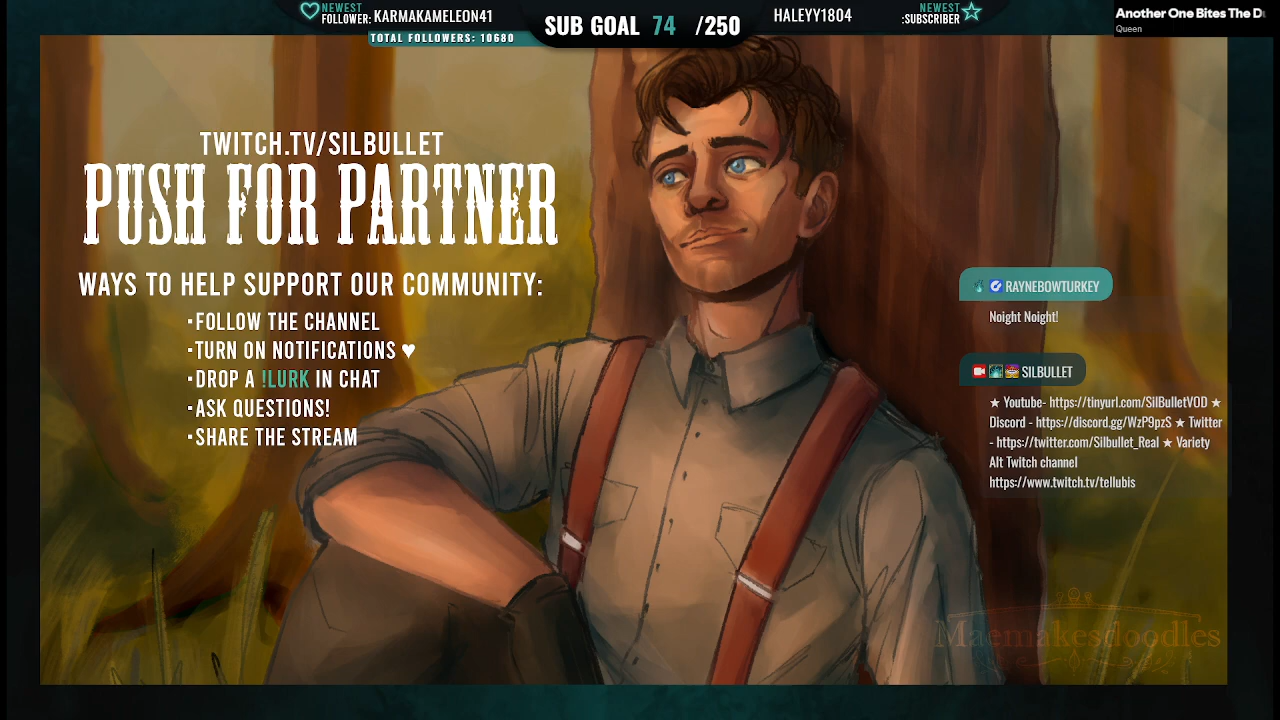 NEWEST
FOLLOWER: KARMAKAMELEON41
TOTAL FOLLOWERS: 10680
SUB GOAL 74 /250
HALEYY1804
NEWEST
:SUBSCRIBER
Another One Bites The D
Queen
TWITCH.TV/SILBULLET
PUSH FOR PARTNER
WAYS TO HELP SUPPORT OUR COMMUNITY:
·FOLLOW THE CHANNEL
·TURN ON NOTIFICATIONS ♥
·DROP A !LURK IN CHAT
·ASK QUESTIONS!
·SHARE THE STREAM
RAYNEBOWTURKEY
Noight Noight!
SILBULLET
★ Youtube- https://tinyurl.com/SilBulletVOD ★
Discord - https://discord.gg/WzP9pzS ★ Twitter
- https://twitter.com/Silbullet_Real ★ Variety
Alt Twitch channel
https://www.twitch.tv/tellubis
Maemakesdoodles